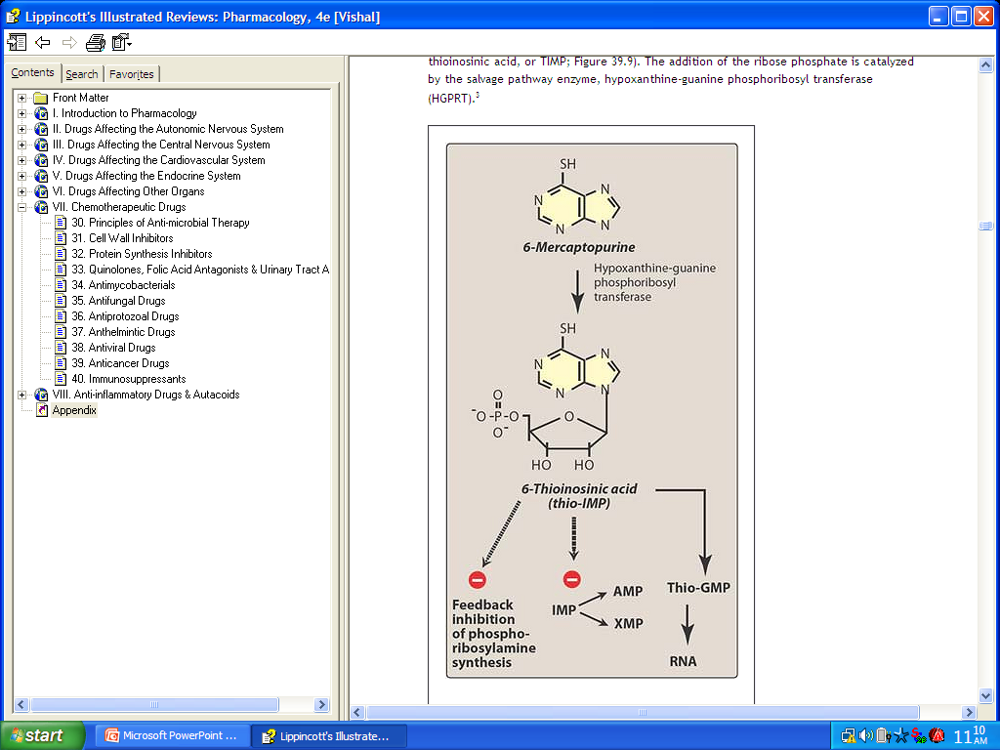 Lippincott's Illustrated Reviews: Pharmacology, 4e [Vishal]
Contents
Search
Favorites
Front Matter
I. Introduction to Pharmacology
II. Drugs Affecting the Autonomic Nervous System
III. Drugs Affecting the Central Nervous System
IV. Drugs Affecting the Cardiovascular System
V. Drugs Affecting the Endocrine System
VI. Drugs Affecting Other Organs
VII. Chemotherapeutic Drugs
30. Principles of Anti-microbial Therapy
31. Cell Wall Inhibitors
32. Protein Synthesis Inhibitors
33. Quinolones, Folic Acid Antagonists & Urinary Tract A
34. Antimycobacterials
35. Antifungal Drugs
36. Antiprotozoal Drugs
37. Anthelmintic Drugs
38. Antiviral Drugs
39. Anticancer Drugs
40. Immunosuppressants
VIII. Anti-inflammatory Drugs & Autacoids
Appendix
thioinosinic acid, or TIMP; Figure 39.9). The addition of the ribose phosphate is catalyzed
by the salvage pathway enzyme, hypoxanthine-guanine phosphoribosyl transferase
(HGPRT).³
SH
N
N
N
N
6-Mercaptopurine
Hypoxanthine-guanine
phosphoribosyl
transferase
SH
N
N
N
N
O
⁻O-P-O
O⁻
O
HO HO
6-Thioinosinic acid
(thio-IMP)
Feedback
inhibition
of phospho-
ribosylamine
synthesis
IMP
AMP
XMP
Thio-GMP
RNA
start
Microsoft PowerPoint ...
Lippincott's Illustrate...
11 10 AM